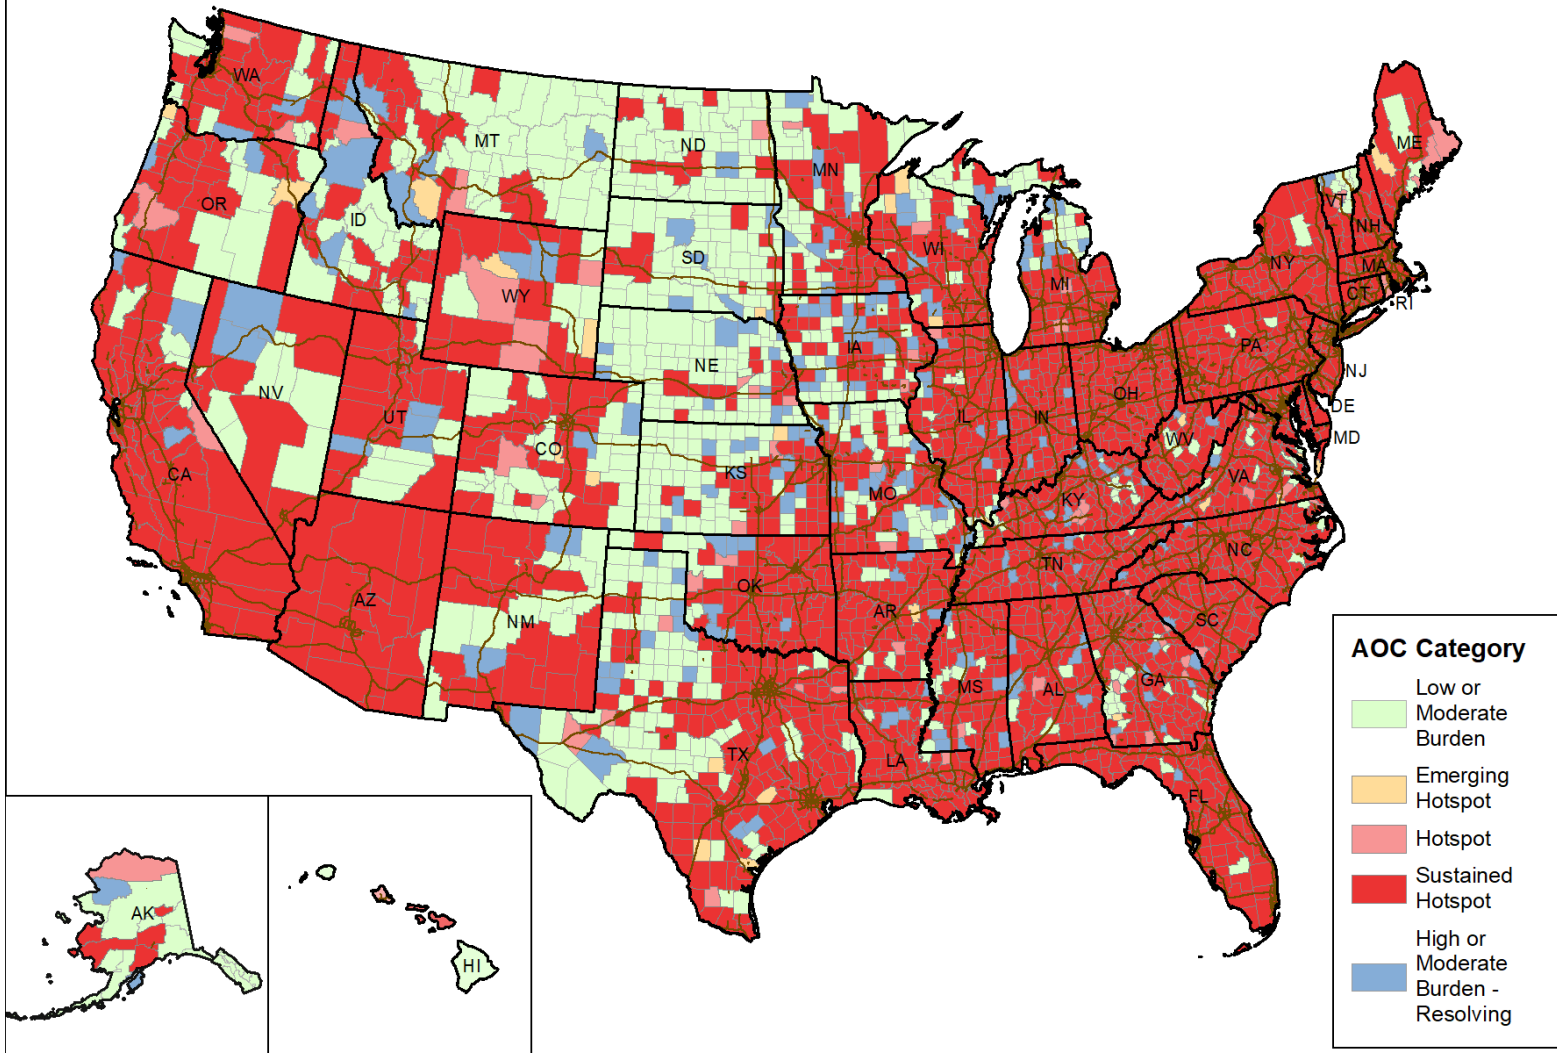 WA
MT
ND
MN
ME
OR
ID
SD
WI
VT
NH
WY
MI
NY
MA
CT
RI
IA
NE
PA
NV
NJ
UT
CO
IL
IN
OH
DE
MD
WV
CA
KS
MO
KY
VA
NC
TN
AZ
OK
NM
AR
SC
MS
AL
GA
TX
LA
FL
AK
HI
AOC Category
Low or
Moderate
Burden
Emerging
Hotspot
Hotspot
Sustained
Hotspot
High or
Moderate
Burden -
Resolving